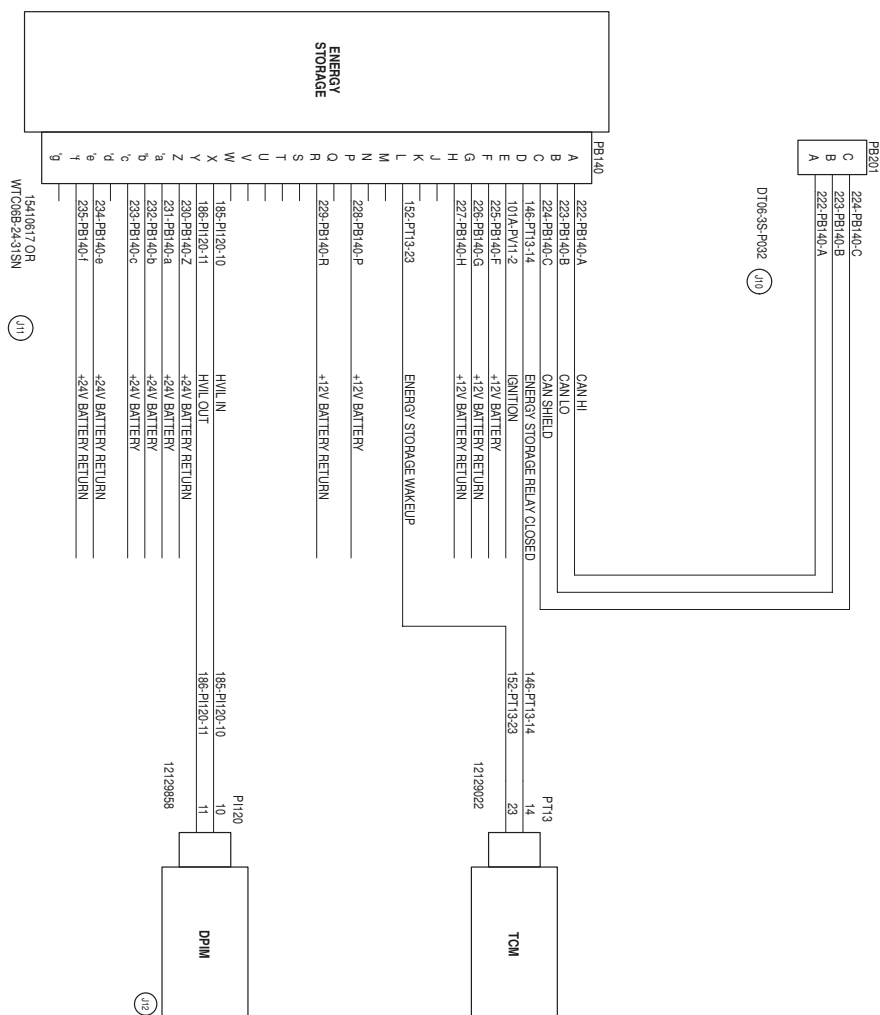 PB201
C 224-PB140-C
B 223-PB140-B
A 222-PB140-A
DT06-3S-P032
J10
ENERGY
STORAGE
PB140
A 222-PB140-A CAN HI
B 223-PB140-B CAN LO
C 224-PB140-C CAN SHIELD
D 146-PT13-14 ENERGY STORAGE RELAY CLOSED 146-PT13-14 14
E 101A-PV11-2 IGNITION
F 225-PB140-F +12V BATTERY
G 226-PB140-G +12V BATTERY RETURN
H 227-PB140-H +12V BATTERY RETURN
J
K
L 152-PT13-23 ENERGY STORAGE WAKEUP 152-PT13-23 23
M
N
P 228-PB140-P +12V BATTERY
Q
R 229-PB140-R +12V BATTERY RETURN
S
T
U
V
W
X 185-PI120-10 HVIL IN 185-PI120-10 10
Y 186-PI120-11 HVIL OUT 186-PI120-11 11
Z 230-PB140-Z +24V BATTERY RETURN
'a 231-PB140-a +24V BATTERY
'b 232-PB140-b +24V BATTERY
'c 233-PB140-c +24V BATTERY
'd
'e 234-PB140-e +24V BATTERY RETURN
'f 235-PB140-f +24V BATTERY RETURN
'g
15410617 OR
WTC06B-24-31SN
J11
PT13
12129022
TCM
PI120
12129858
DPIM
J12